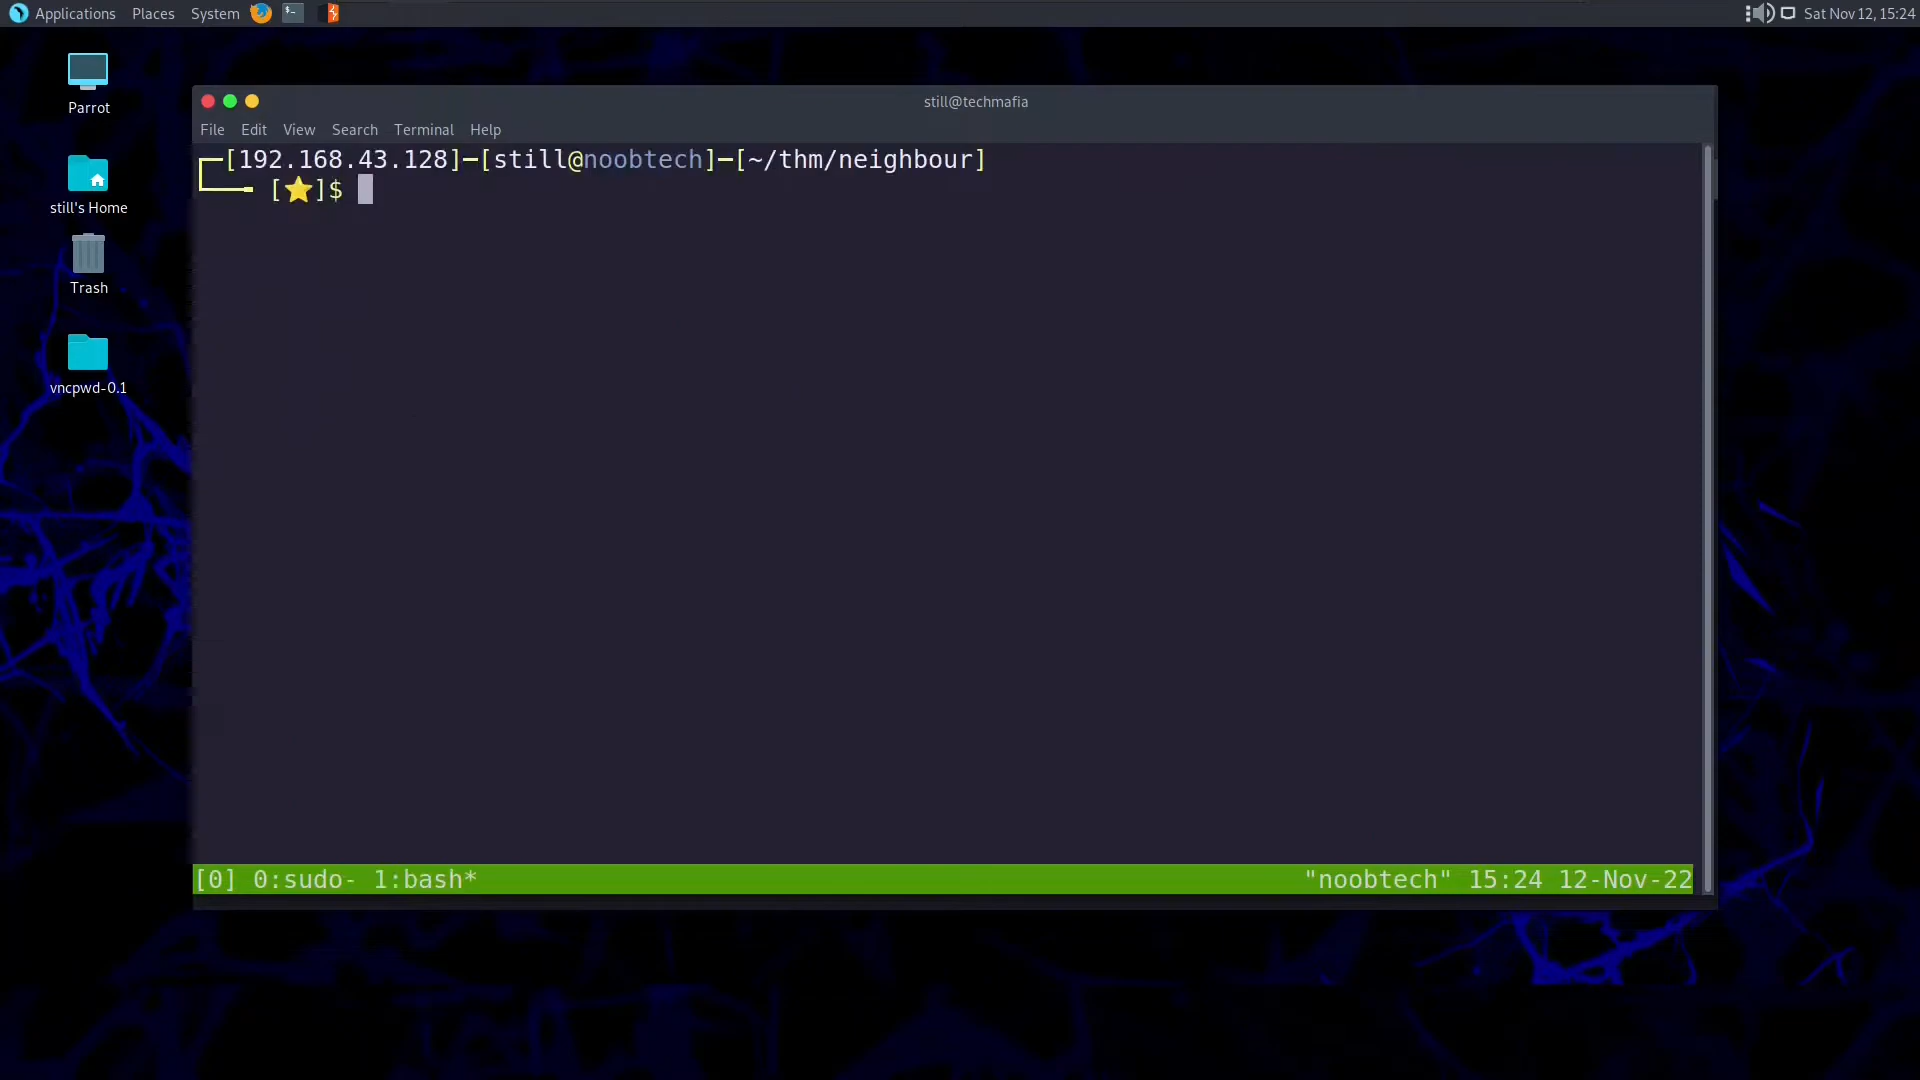 Applications Places System
Sat Nov 12, 15:24
Parrot
still's Home
Trash
vncpwd-0.1
still@techmafia
File Edit View Search Terminal Help
┌─[192.168.43.128]─[still@noobtech]─[~/thm/neighbour]
└──╼ [⭐]$
[0] 0:sudo- 1:bash* "noobtech" 15:24 12-Nov-22